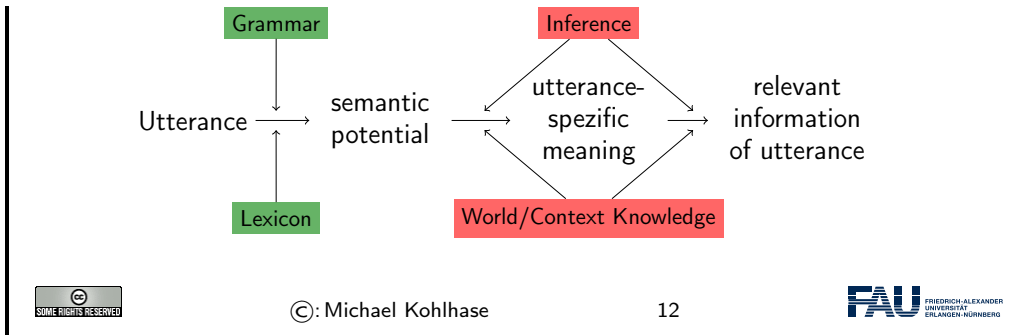 Grammar
Inference
Utterance
semantic
potential
utterance-
spezific
meaning
relevant
information
of utterance
Lexicon
World/Context Knowledge
cc
SOME RIGHTS RESERVED
©: Michael Kohlhase
12
FAU
FRIEDRICH-ALEXANDER
UNIVERSITÄT
ERLANGEN-NÜRNBERG